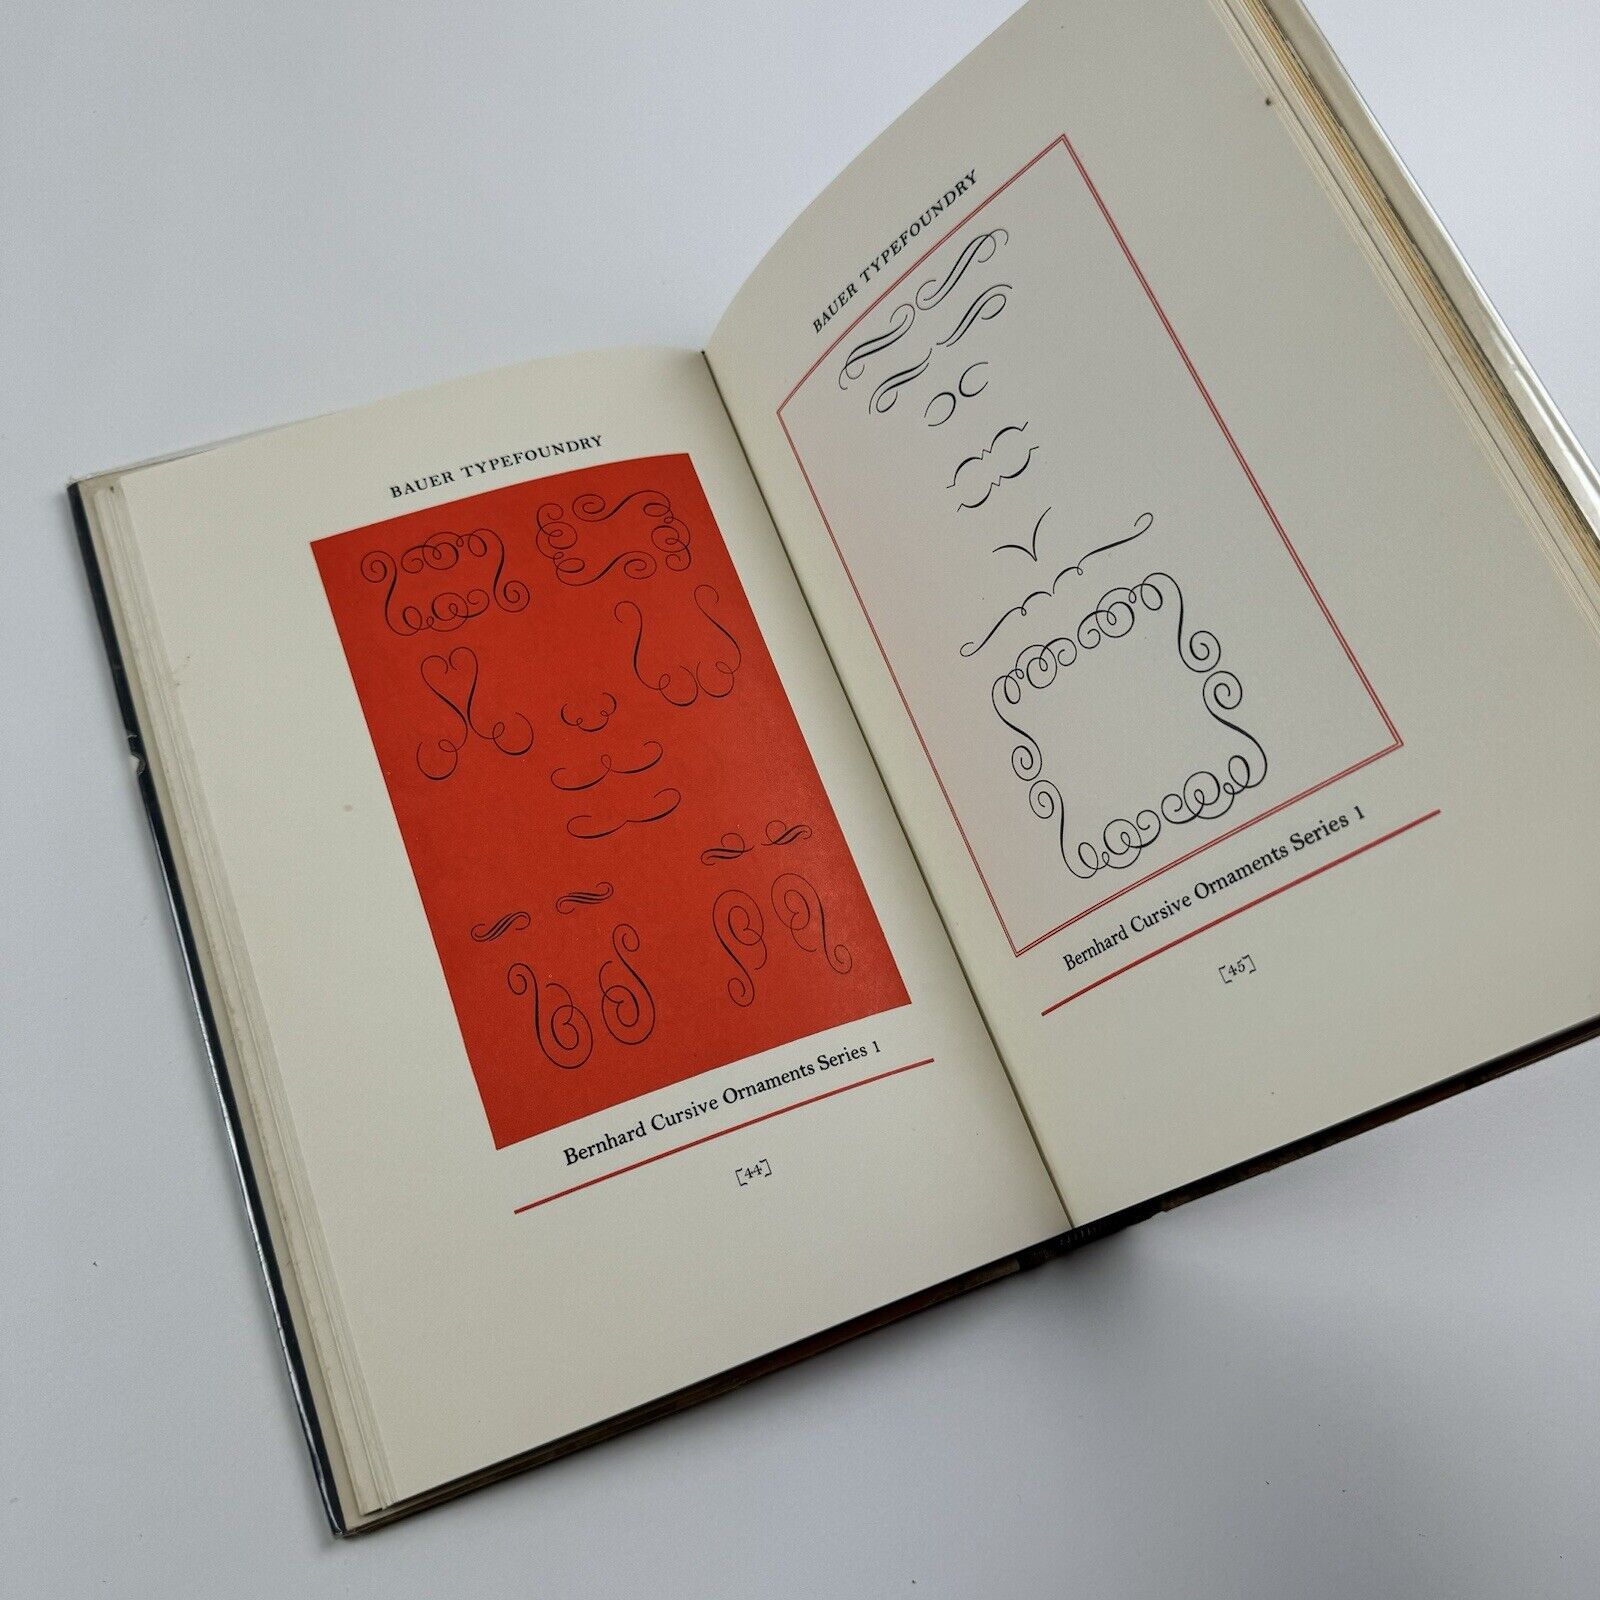 BAUER TYPEFOUNDRY
Bernhard Cursive Ornaments Series 1
[44]
BAUER TYPEFOUNDRY
Bernhard Cursive Ornaments Series 1
[45]